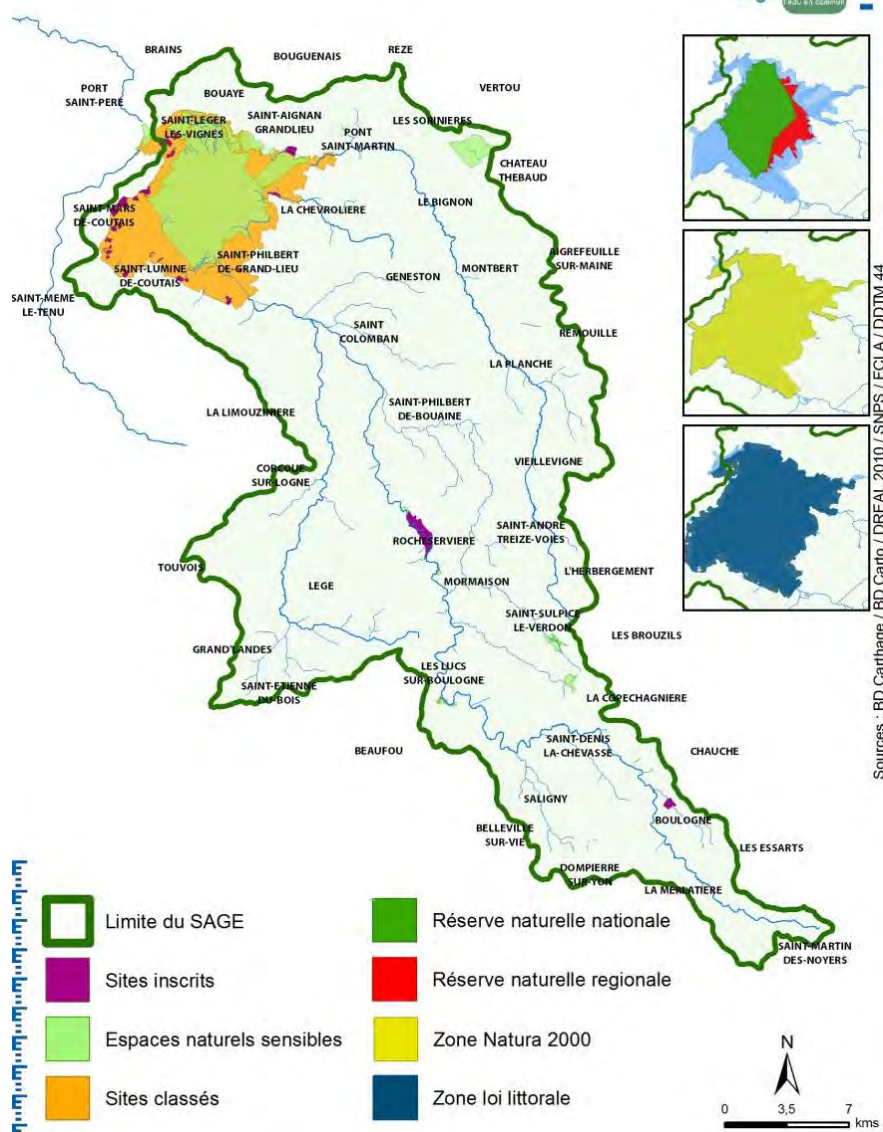 l'eau en commun
BRAINS
BOUGUENAIS
REZE
PORT
SAINT-PERE
BOUAYE
VERTOU
SAINT-LEGER
LES-VIGNES
SAINT-AIGNAN
GRANDLIEU
PONT
SAINT-MARTIN
LES SORINIERES
CHATEAU
THEBAUD
SAINT-MARS
DE-COUTAIS
LA CHEVROLIERE
LE BIGNON
SAINT-LUMINE
DE-COUTAIS
SAINT-PHILBERT
DE-GRAND-LIEU
GENESTON
MONTBERT
AIGREFEUILLE
SUR-MAINE
SAINT-MEME
LE-TENU
SAINT
COLOMBAN
REMOUILLE
LA PLANCHE
LA LIMOUZINIERE
SAINT-PHILBERT
DE-BOUAINE
CORCOUE
SUR-LOGNE
VIEILLEVIGNE
ROCHESERVIERE
SAINT-ANDRE
TREIZE-VOIES
TOUVOIS
LEGE
MORMAISON
L'HERBERGEMENT
SAINT-SULPICE
LE-VERDON
LES BROUZILS
GRAND'LANDES
LES LUCS
SUR-BOULOGNE
SAINT-ETIENNE
DU-BOIS
LA COPECHAGNIERE
BEAUFOU
SAINT-DENIS
LA-CHEVASSE
CHAUCHE
SALIGNY
BOULOGNE
BELLEVILLE
SUR-VIE
LES ESSARTS
DOMPIERRE
SUR-YON
LA MERLATIERE
SAINT-MARTIN
DES-NOYERS
Sources : BD Carthage / BD Carto / DREAL 2010 / SNPS / FCLA / DDTM 44
Limite du SAGE
Sites inscrits
Espaces naturels sensibles
Sites classés
Réserve naturelle nationale
Réserve naturelle regionale
Zone Natura 2000
Zone loi littorale
N
0 3,5 7
kms